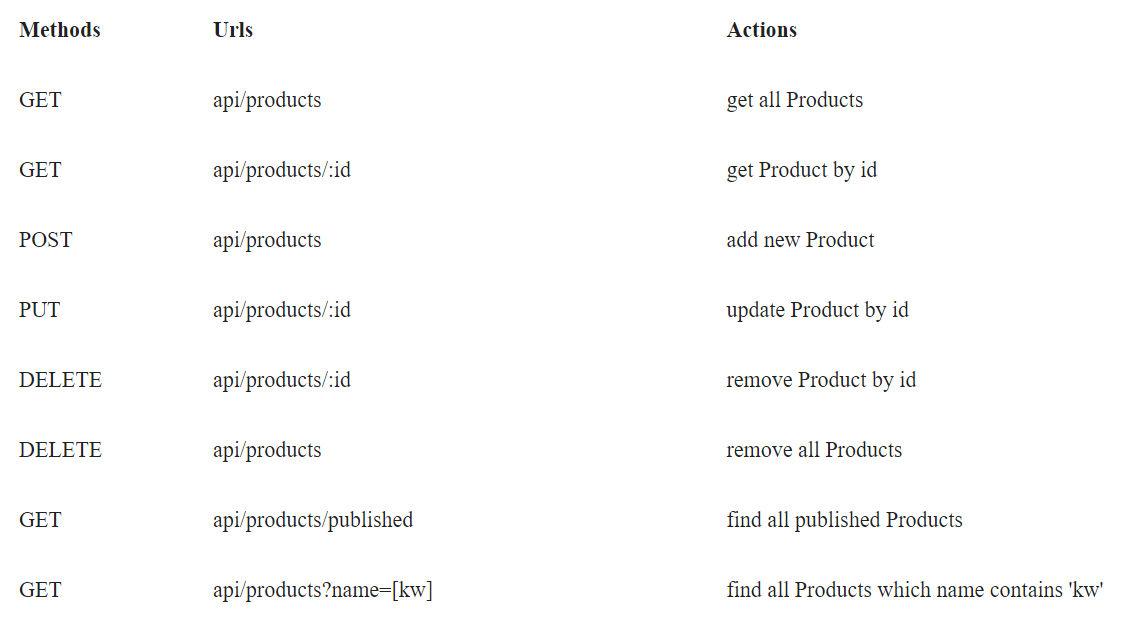 Methods Urls Actions
GET api/products get all Products
GET api/products/:id get Product by id
POST api/products add new Product
PUT api/products/:id update Product by id
DELETE api/products/:id remove Product by id
DELETE api/products remove all Products
GET api/products/published find all published Products
GET api/products?name=[kw] find all Products which name contains 'kw'